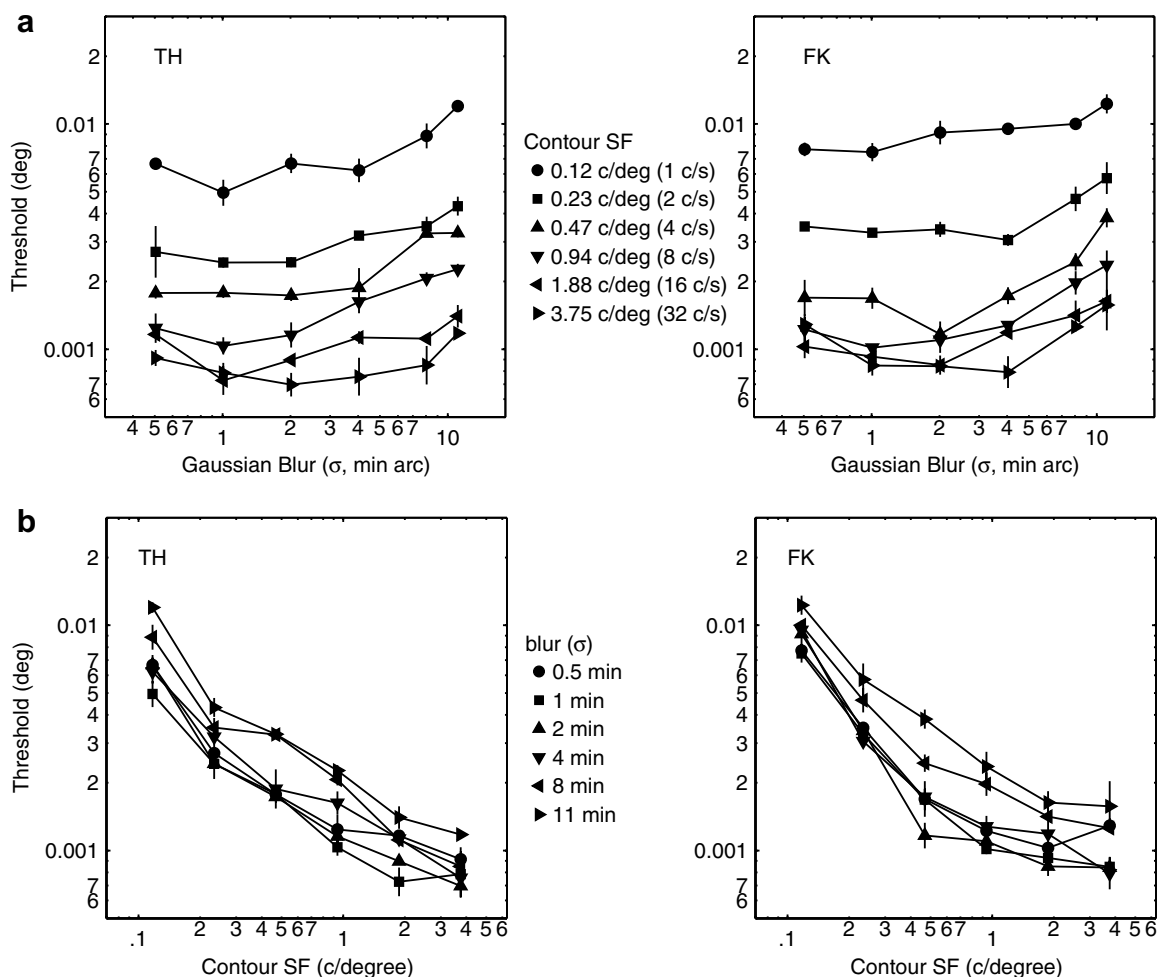 a
TH
FK
2
0.01
7
6
5
4
3
2
0.001
7
6
Threshold (deg)
4 5 6 7 1 2 3 4 5 6 7 10
Gaussian Blur (σ, min arc)
Contour SF
0.12 c/deg (1 c/s)
0.23 c/deg (2 c/s)
0.47 c/deg (4 c/s)
0.94 c/deg (8 c/s)
1.88 c/deg (16 c/s)
3.75 c/deg (32 c/s)
2
0.01
7
6
5
4
3
2
0.001
7
6
4 5 6 7 1 2 3 4 5 6 7 10
Gaussian Blur (σ, min arc)
b
TH
FK
2
0.01
7
6
5
4
3
2
0.001
7
6
Threshold (deg)
.1 2 3 4 5 6 7 1 2 3 4 5 6
Contour SF (c/degree)
blur (σ)
0.5 min
1 min
2 min
4 min
8 min
11 min
2
0.01
7
6
5
4
3
2
0.001
7
6
.1 2 3 4 5 6 7 1 2 3 4 5 6
Contour SF (c/degree)